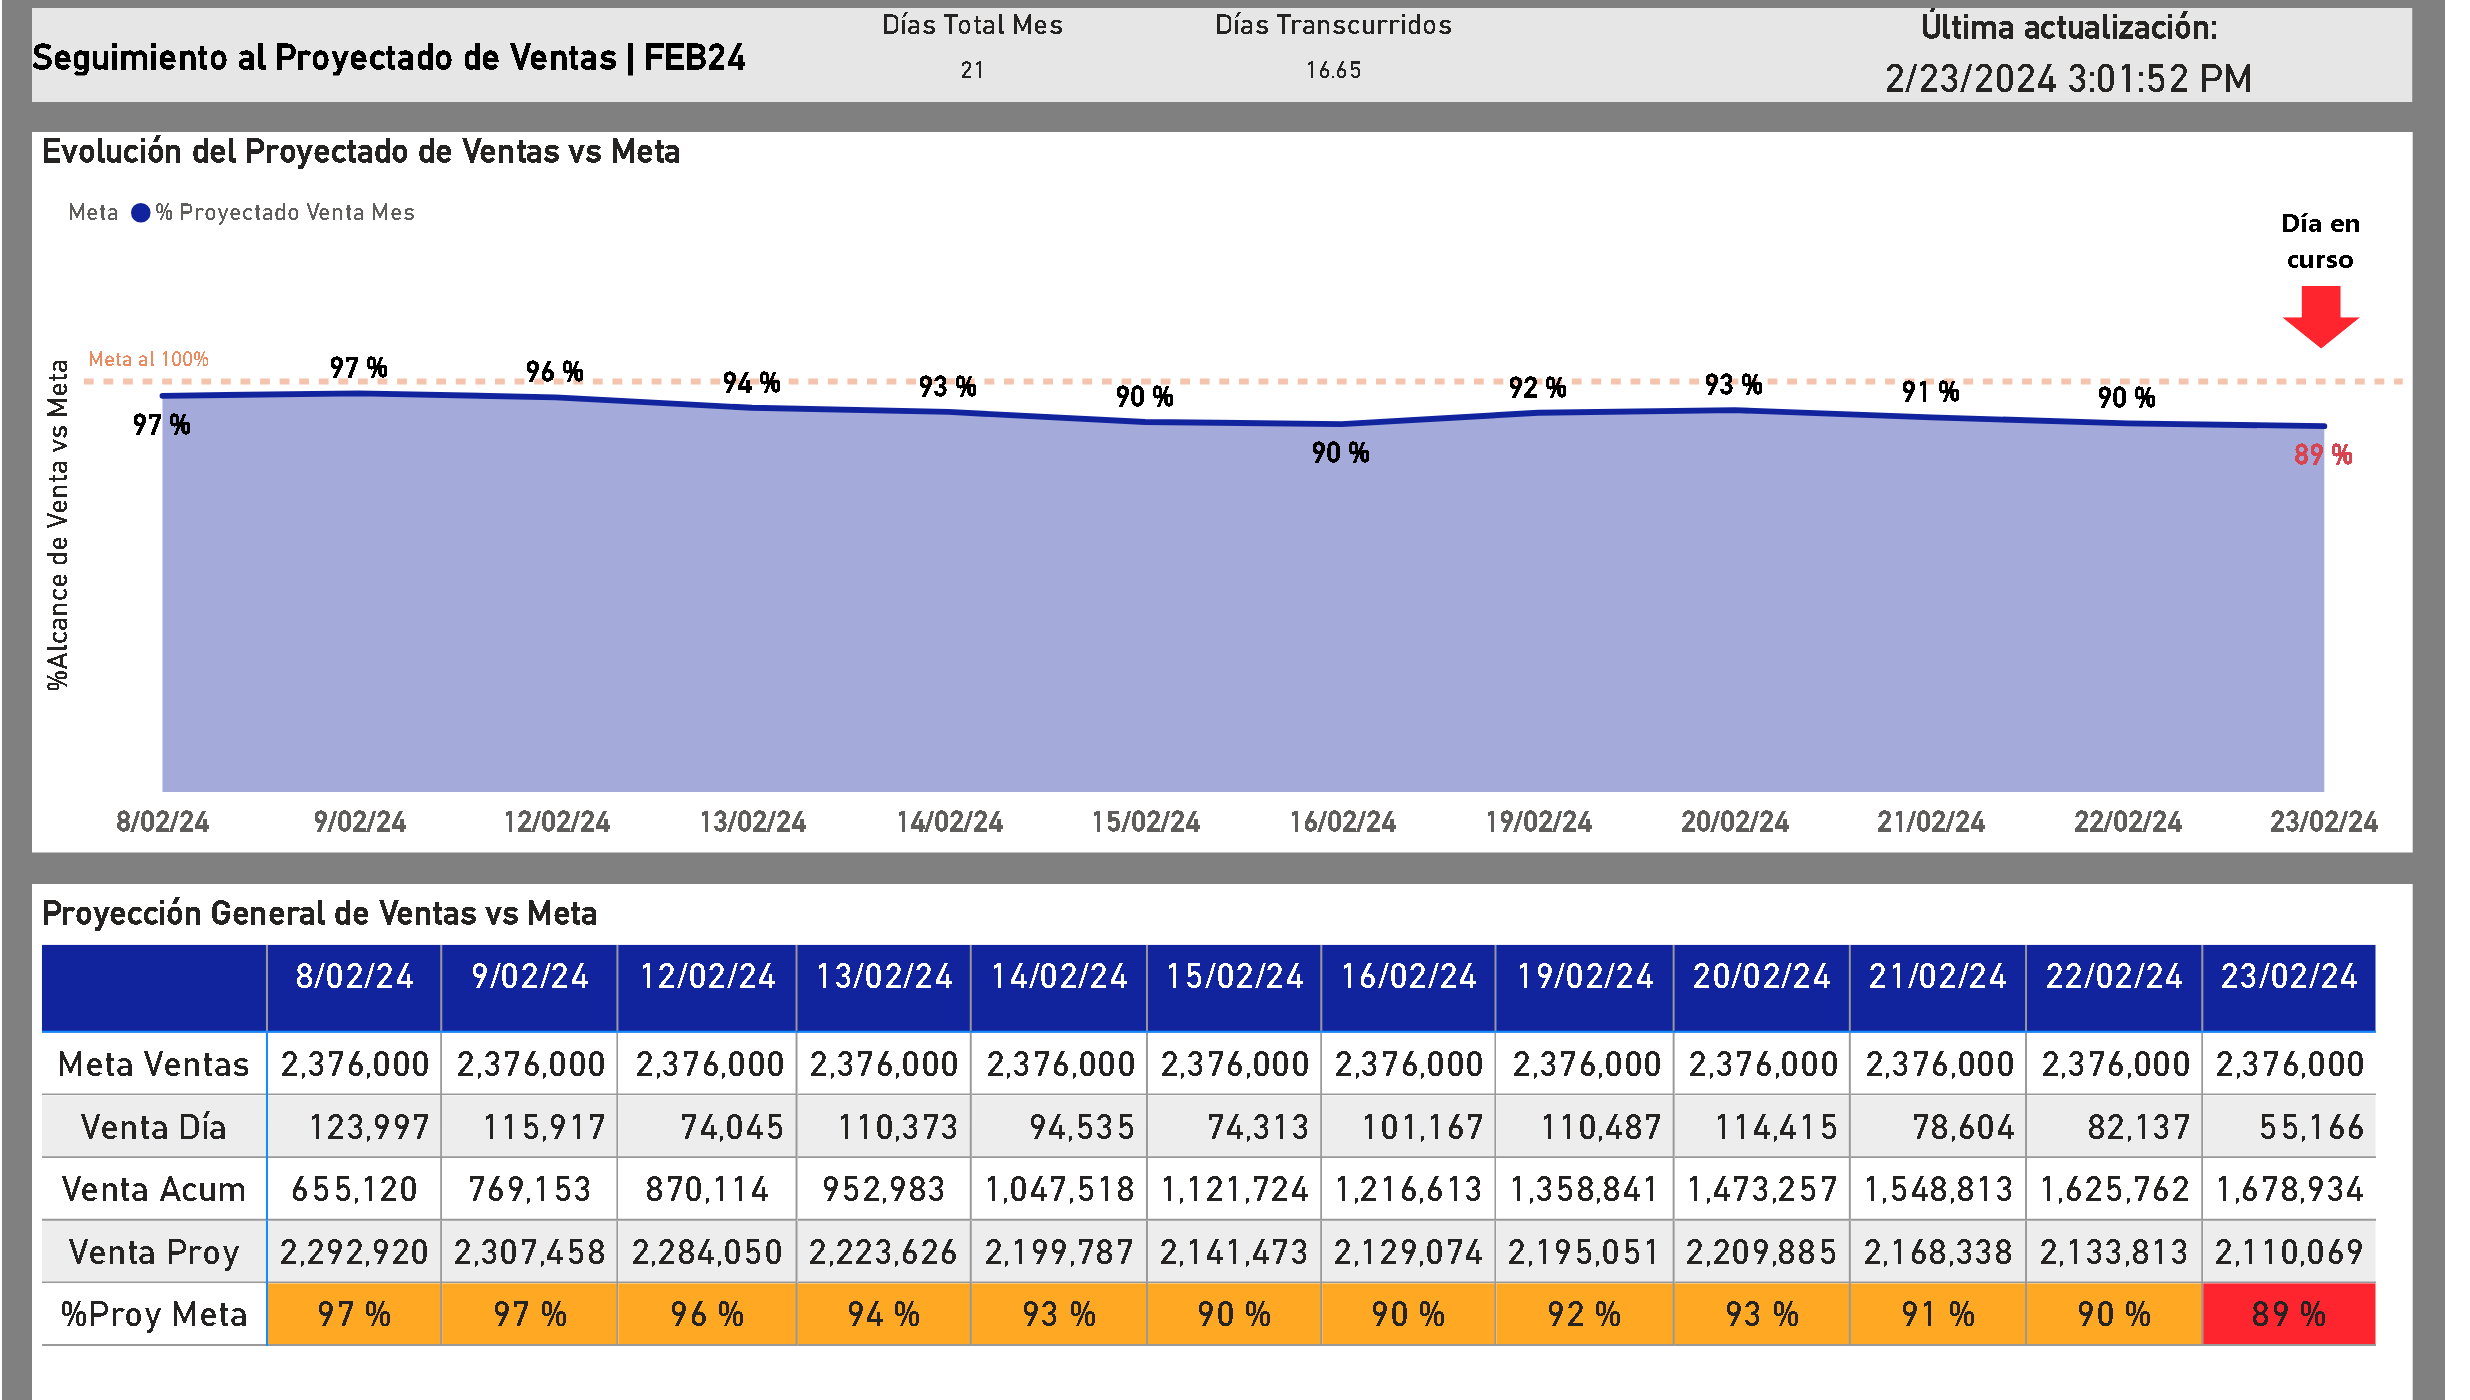 Seguimiento al Proyectado de Ventas | FEB24
Días Total Mes
21
Días Transcurridos
16.65
Última actualización:
2/23/2024 3:01:52 PM
Evolución del Proyectado de Ventas vs Meta
Meta % Proyectado Venta Mes
Día en
curso
%Alcance de Venta vs Meta
Meta al 100%
97 % 97 % 96 % 94 % 93 % 90 % 90 % 92 % 93 % 91 % 90 % 89 %
8/02/24 9/02/24 12/02/24 13/02/24 14/02/24 15/02/24 16/02/24 19/02/24 20/02/24 21/02/24 22/02/24 23/02/24
Proyección General de Ventas vs Meta
8/02/24 9/02/24 12/02/24 13/02/24 14/02/24 15/02/24 16/02/24 19/02/24 20/02/24 21/02/24 22/02/24 23/02/24
Meta Ventas 2,376,000 2,376,000 2,376,000 2,376,000 2,376,000 2,376,000 2,376,000 2,376,000 2,376,000 2,376,000 2,376,000 2,376,000
Venta Día 123,997 115,917 74,045 110,373 94,535 74,313 101,167 110,487 114,415 78,604 82,137 55,166
Venta Acum 655,120 769,153 870,114 952,983 1,047,518 1,121,724 1,216,613 1,358,841 1,473,257 1,548,813 1,625,762 1,678,934
Venta Proy 2,292,920 2,307,458 2,284,050 2,223,626 2,199,787 2,141,473 2,129,074 2,195,051 2,209,885 2,168,338 2,133,813 2,110,069
%Proy Meta 97 % 97 % 96 % 94 % 93 % 90 % 90 % 92 % 93 % 91 % 90 % 89 %